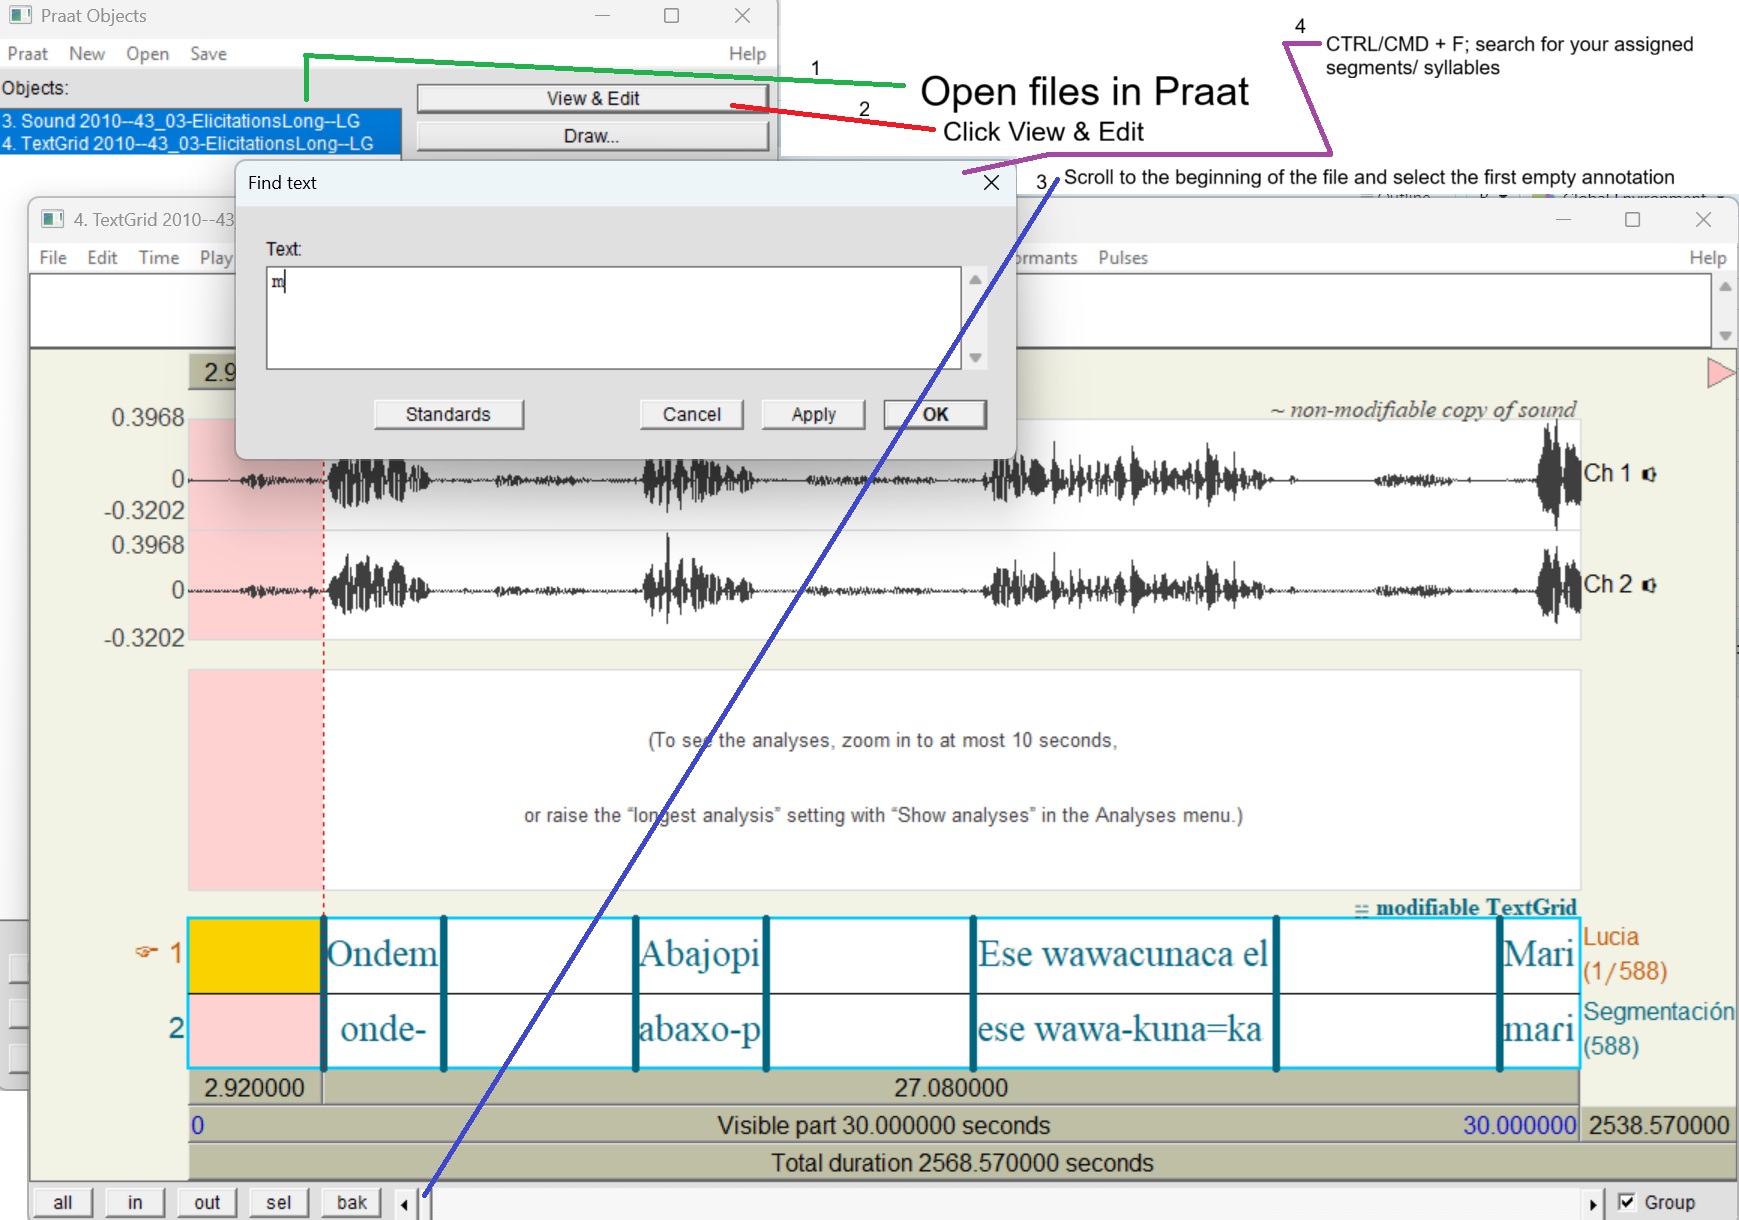 Praat Objects
Praat New Open Save Help
Objects:
3. Sound 2010--43_03-ElicitationsLong--LG
4. TextGrid 2010--43_03-ElicitationsLong--LG
View & Edit
Draw...
1
Open files in Praat
2
Click View & Edit
4
CTRL/CMD + F; search for your assigned
segments/ syllables
3
Scroll to the beginning of the file and select the first empty annotation
Find text
Text:
m
Standards Cancel Apply OK
4. TextGrid 2010--43
File Edit Time Play Pulses Help
2.9
~ non-modifiable copy of sound
0.3968
0
-0.3202
Ch 1
0.3968
0
-0.3202
Ch 2
(To see the analyses, zoom in to at most 10 seconds,
or raise the “longest analysis” setting with “Show analyses” in the Analyses menu.)
modifiable TextGrid
1 Ondem Abajopi Ese wawacunaca el Mari
Lucia
(1/588)
2 onde- abaxo-p ese wawa-kuna=ka mari
Segmentación
(588)
2.920000 27.080000
0 Visible part 30.000000 seconds 30.000000 2538.570000
Total duration 2568.570000 seconds
all in out sel bak Group